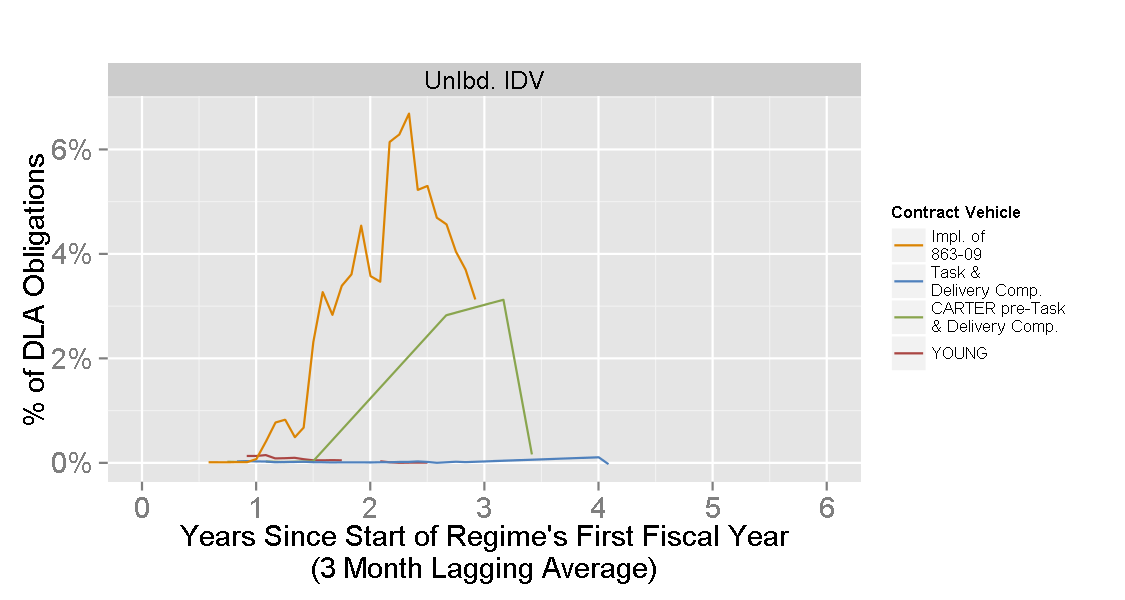 Unlbd. IDV
% of DLA Obligations
6%
4%
2%
0%
0 1 2 3 4 5 6
Years Since Start of Regime's First Fiscal Year
(3 Month Lagging Average)
Contract Vehicle
Impl. of
863-09
Task &
Delivery Comp.
CARTER pre-Task
& Delivery Comp.
YOUNG